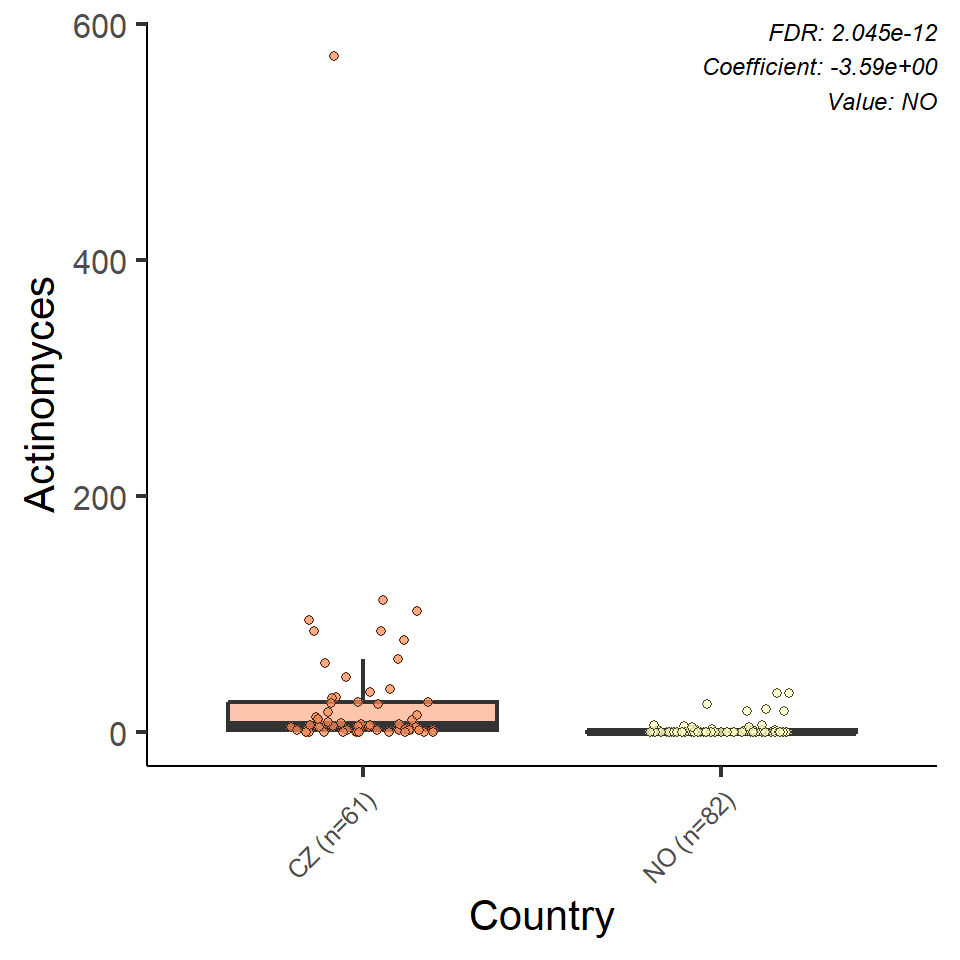 FDR: 2.045e-12
Coefficient: -3.59e+00
Value: NO
600
400
200
0
Actinomyces
CZ (n=61)
NO (n=82)
Country